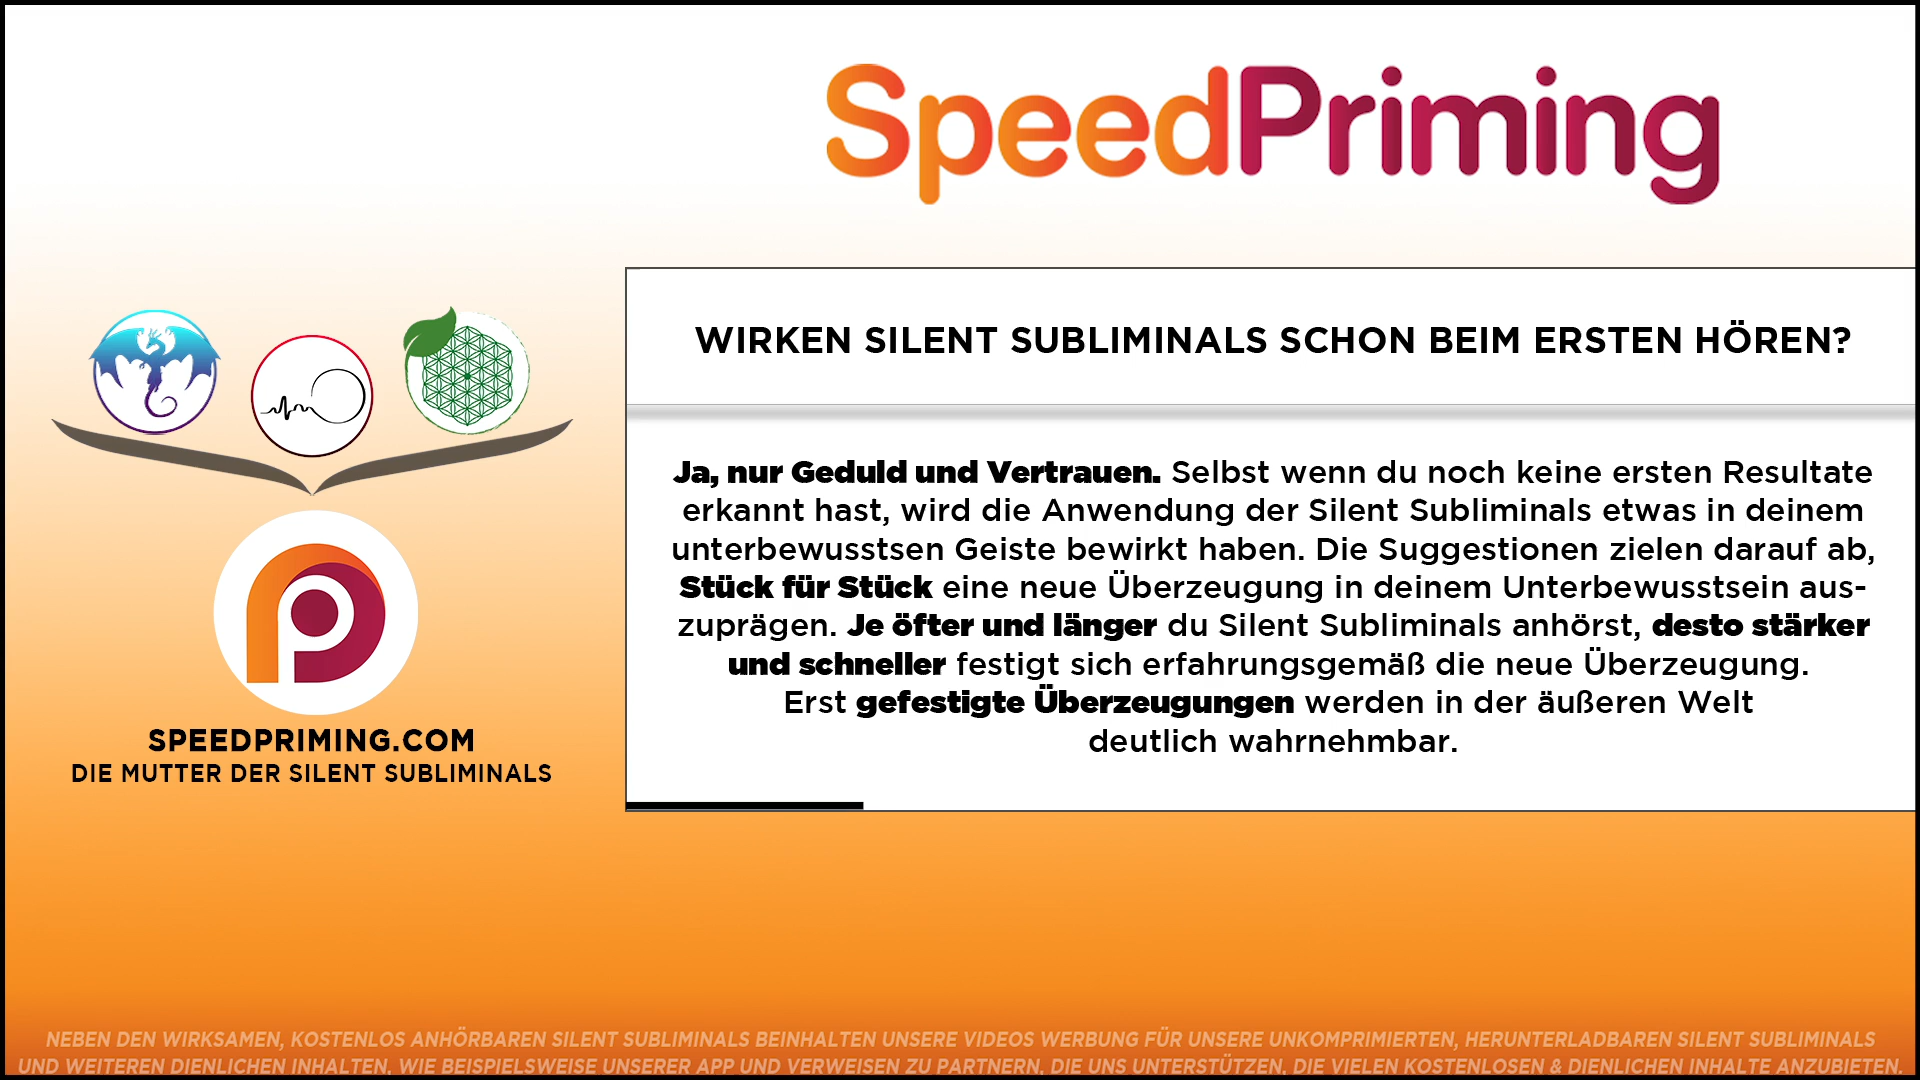 SpeedPriming
WIRKEN SILENT SUBLIMINALS SCHON BEIM ERSTEN HÖREN?
Ja, nur Geduld und Vertrauen. Selbst wenn du noch keine ersten Resultate
erkannt hast, wird die Anwendung der Silent Subliminals etwas in deinem
unterbewusstsen Geiste bewirkt haben. Die Suggestionen zielen darauf ab,
Stück für Stück eine neue Überzeugung in deinem Unterbewusstsein aus-
zuprägen. Je öfter und länger du Silent Subliminals anhörst, desto stärker
und schneller festigt sich erfahrungsgemäß die neue Überzeugung.
Erst gefestigte Überzeugungen werden in der äußeren Welt
deutlich wahrnehmbar.
SPEEDPRIMING.COM
DIE MUTTER DER SILENT SUBLIMINALS
NEBEN DEN WIRKSAMEN, KOSTENLOS ANHÖRBAREN SILENT SUBLIMINALS BEINHALTEN UNSERE VIDEOS WERBUNG FÜR UNSERE UNKOMPRIMIERTEN, HERUNTERLADBAREN SILENT SUBLIMINALS
UND WEITEREN DIENLICHEN INHALTEN, WIE BEISPIELSWEISE UNSERER APP UND VERWEISEN ZU PARTNERN, DIE UNS UNTERSTÜTZEN, DIE VIELEN KOSTENLOSEN & DIENLICHEN INHALTE ANZUBIETEN.